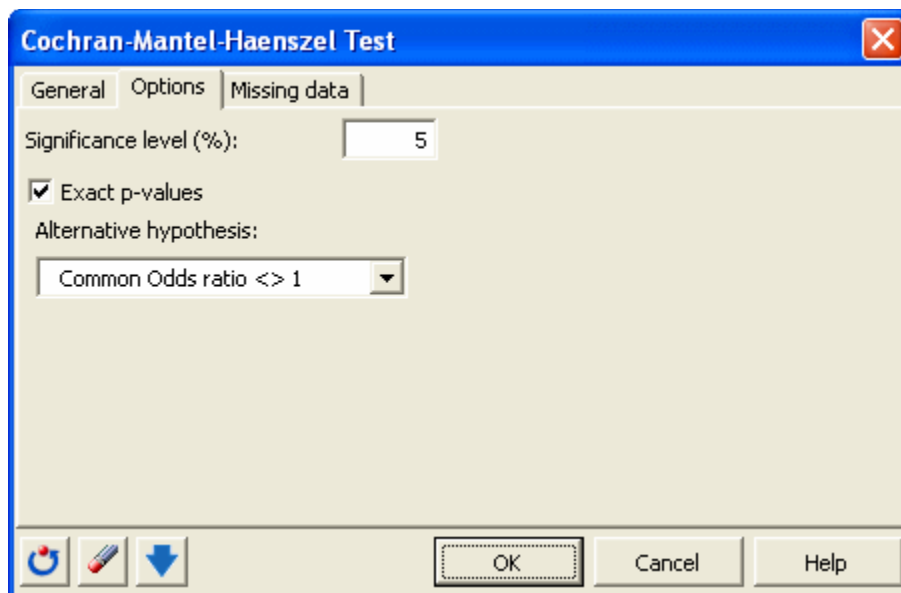 Cochran-Mantel-Haenszel Test
General Options Missing data
Significance level (%): 5
Exact p-values
Alternative hypothesis:
Common Odds ratio <> 1
OK Cancel Help